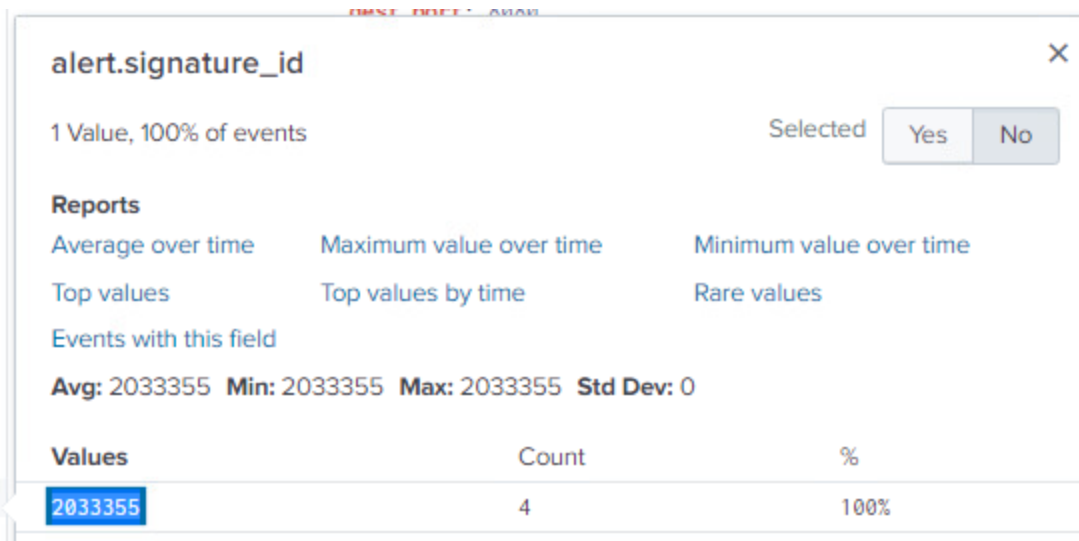 alert.signature_id
1 Value, 100% of events
Selected Yes No
Reports
Average over time Maximum value over time Minimum value over time
Top values Top values by time Rare values
Events with this field
Avg: 2033355 Min: 2033355 Max: 2033355 Std Dev: 0
Values Count %
2033355 4 100%